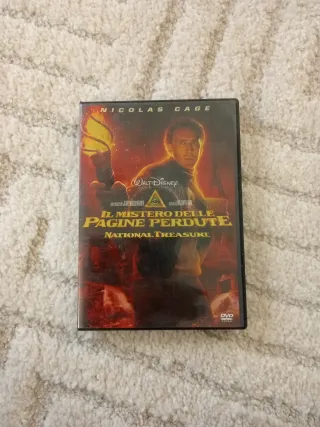 NICOLAS CAGE
WALT DISNEY
IL MISTERO DELLE
PAGINE PERDUTE
NATIONAL TREASURE
DVD